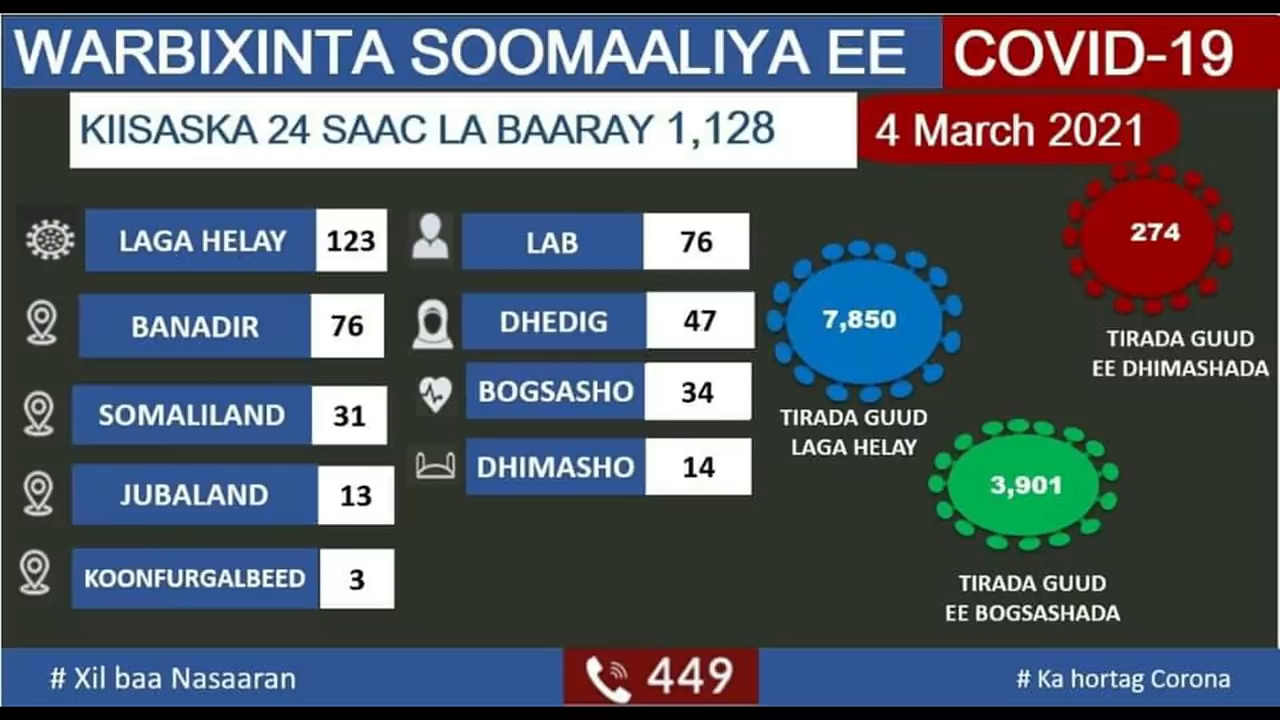 WARBIXINTA SOOMAALIYA EE COVID-19
KIISASKA 24 SAAC LA BAARAY 1,128
4 March 2021
LAGA HELAY 123
BANADIR 76
SOMALILAND 31
JUBALAND 13
KOONFURGALBEED 3
LAB 76
DHEDIG 47
BOGSASHO 34
DHIMASHO 14
7,850
TIRADA GUUD
LAGA HELAY
274
TIRADA GUUD
EE DHIMASHADA
3,901
TIRADA GUUD
EE BOGSASHADA
# Xil baa Nasaaran
449
# Ka hortag Corona